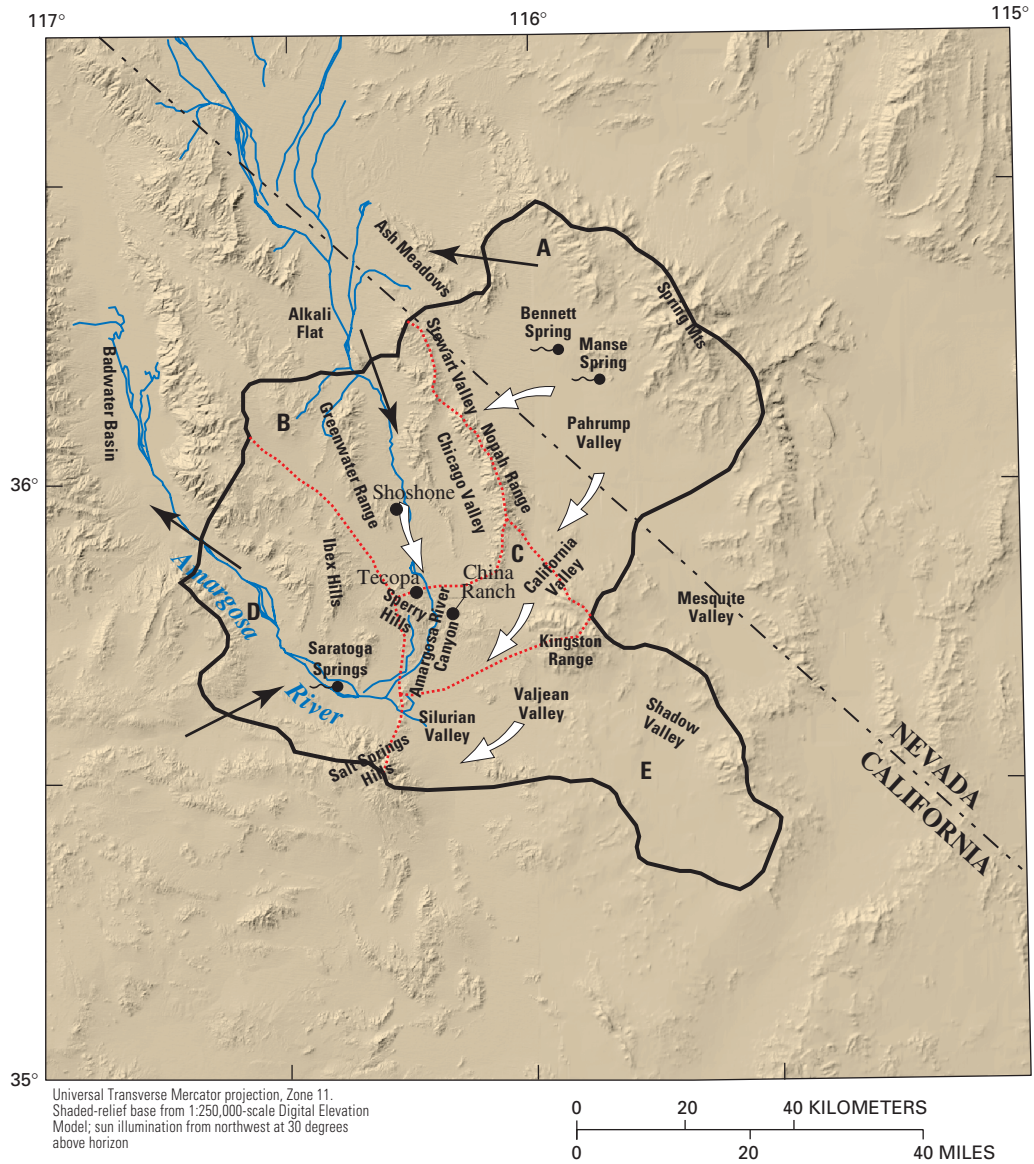 117°
116°
115°
A
Ash Meadows
Spring Mts
Alkali
Flat
Bennett
Spring
Manse
Spring
Stewart Valley
Badwater Basin
B
Greenwater Range
Chicago Valley
Nopah Range
Pahrump
Valley
36°
Shoshone
C
California
Valley
Ibex Hills
Tecopa
China
Ranch
Sperry
Hills
Amargosa River
Canyon
Mesquite
Valley
Amargosa
River
D
Kingston
Range
Saratoga
Springs
Silurian
Valley
Valjean
Valley
Shadow
Valley
Salt Springs
Hills
E
NEVADA
CALIFORNIA
35°
Universal Transverse Mercator projection, Zone 11.
Shaded-relief base from 1:250,000-scale Digital Elevation
Model; sun illumination from northwest at 30 degrees
above horizon
0 20 40 KILOMETERS
0 20 40 MILES